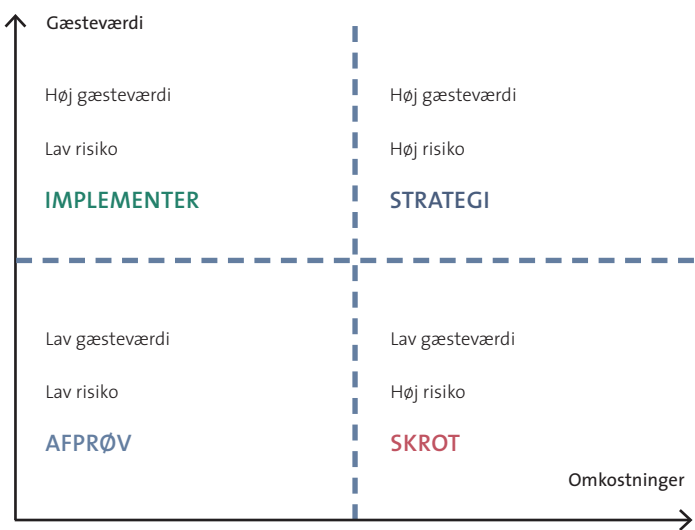 Gæsteværdi
Høj gæsteværdi
Lav risiko
IMPLEMENTER
Høj gæsteværdi
Høj risiko
STRATEGI
Lav gæsteværdi
Lav risiko
AFPRØV
Lav gæsteværdi
Høj risiko
SKROT
Omkostninger